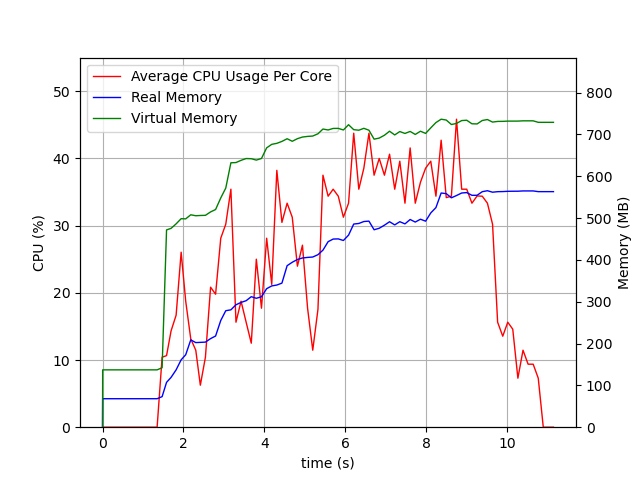 Average CPU Usage Per Core
Real Memory
Virtual Memory
50
40
30
20
10
0
CPU (%)
800
700
600
500
400
300
200
100
0
Memory (MB)
0 2 4 6 8 10
time (s)